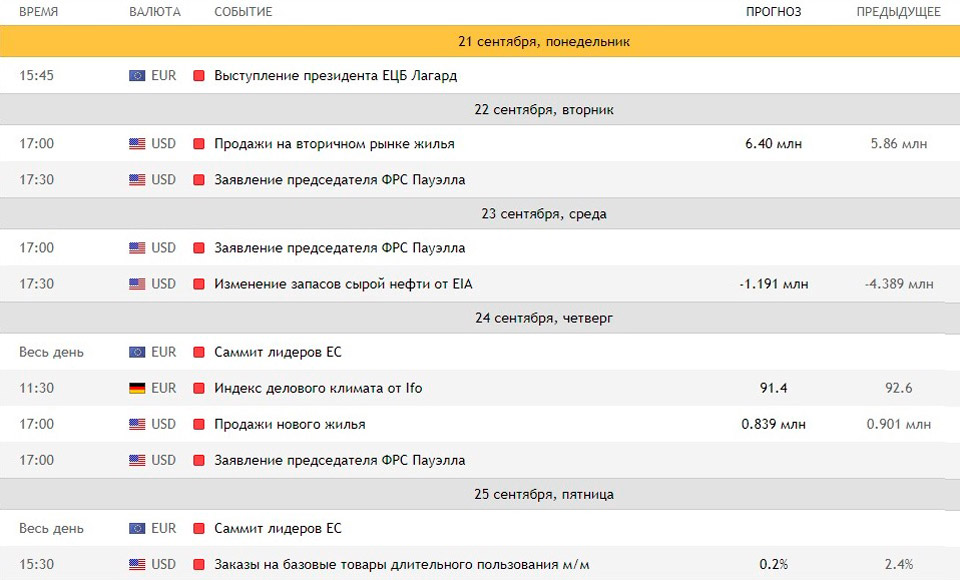 ВРЕМЯ ВАЛЮТА СОБЫТИЕ ПРОГНОЗ ПРЕДЫДУЩЕЕ
21 сентября, понедельник
15:45 EUR Выступление президента ЕЦБ Лагард
22 сентября, вторник
17:00 USD Продажи на вторичном рынке жилья 6.40 млн 5.86 млн
17:30 USD Заявление председателя ФРС Пауэлла
23 сентября, среда
17:00 USD Заявление председателя ФРС Пауэлла
17:30 USD Изменение запасов сырой нефти от EIA -1.191 млн -4.389 млн
24 сентября, четверг
Весь день EUR Саммит лидеров ЕС
11:30 EUR Индекс делового климата от Ifo 91.4 92.6
17:00 USD Продажи нового жилья 0.839 млн 0.901 млн
17:00 USD Заявление председателя ФРС Пауэлла
25 сентября, пятница
Весь день EUR Саммит лидеров ЕС
15:30 USD Заказы на базовые товары длительного пользования м/м 0.2% 2.4%